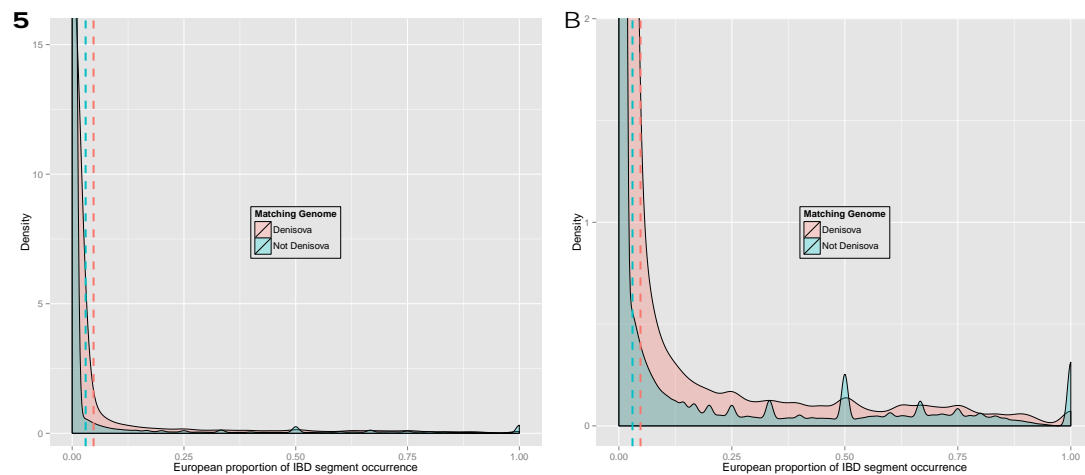 5
15
10
5
0
Density
Matching Genome
Denisova
Not Denisova
0.00 0.25 0.50 0.75 1.00
European proportion of IBD segment occurrence
B
2
1
0
Density
Matching Genome
Denisova
Not Denisova
0.00 0.25 0.50 0.75 1.00
European proportion of IBD segment occurrence